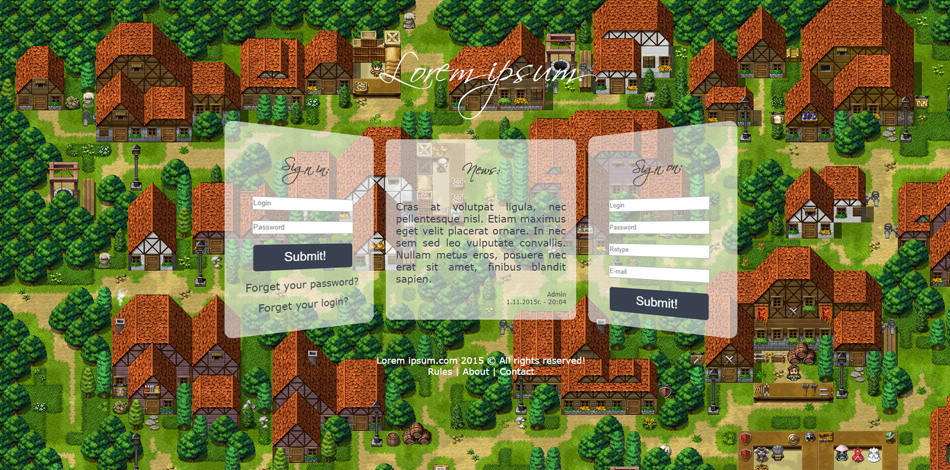 Lorem ipsum
Sign in:
Login
Password
Submit!
Forget your password?
Forget your login?
News:
Cras at volutpat ligula, nec
pellentesque nisl. Etiam maximus
eget velit placerat ornare. In nec
sem sed leo vulputate convallis.
Nullam metus eros, posuere nec
erat sit amet, finibus blandit
sapien.
Admin
1.11.2015r. - 20:04
Sign on:
Login
Password
Retype
E-mail
Submit!
Lorem ipsum.com 2015 © All rights reserved!
Rules | About | Contact